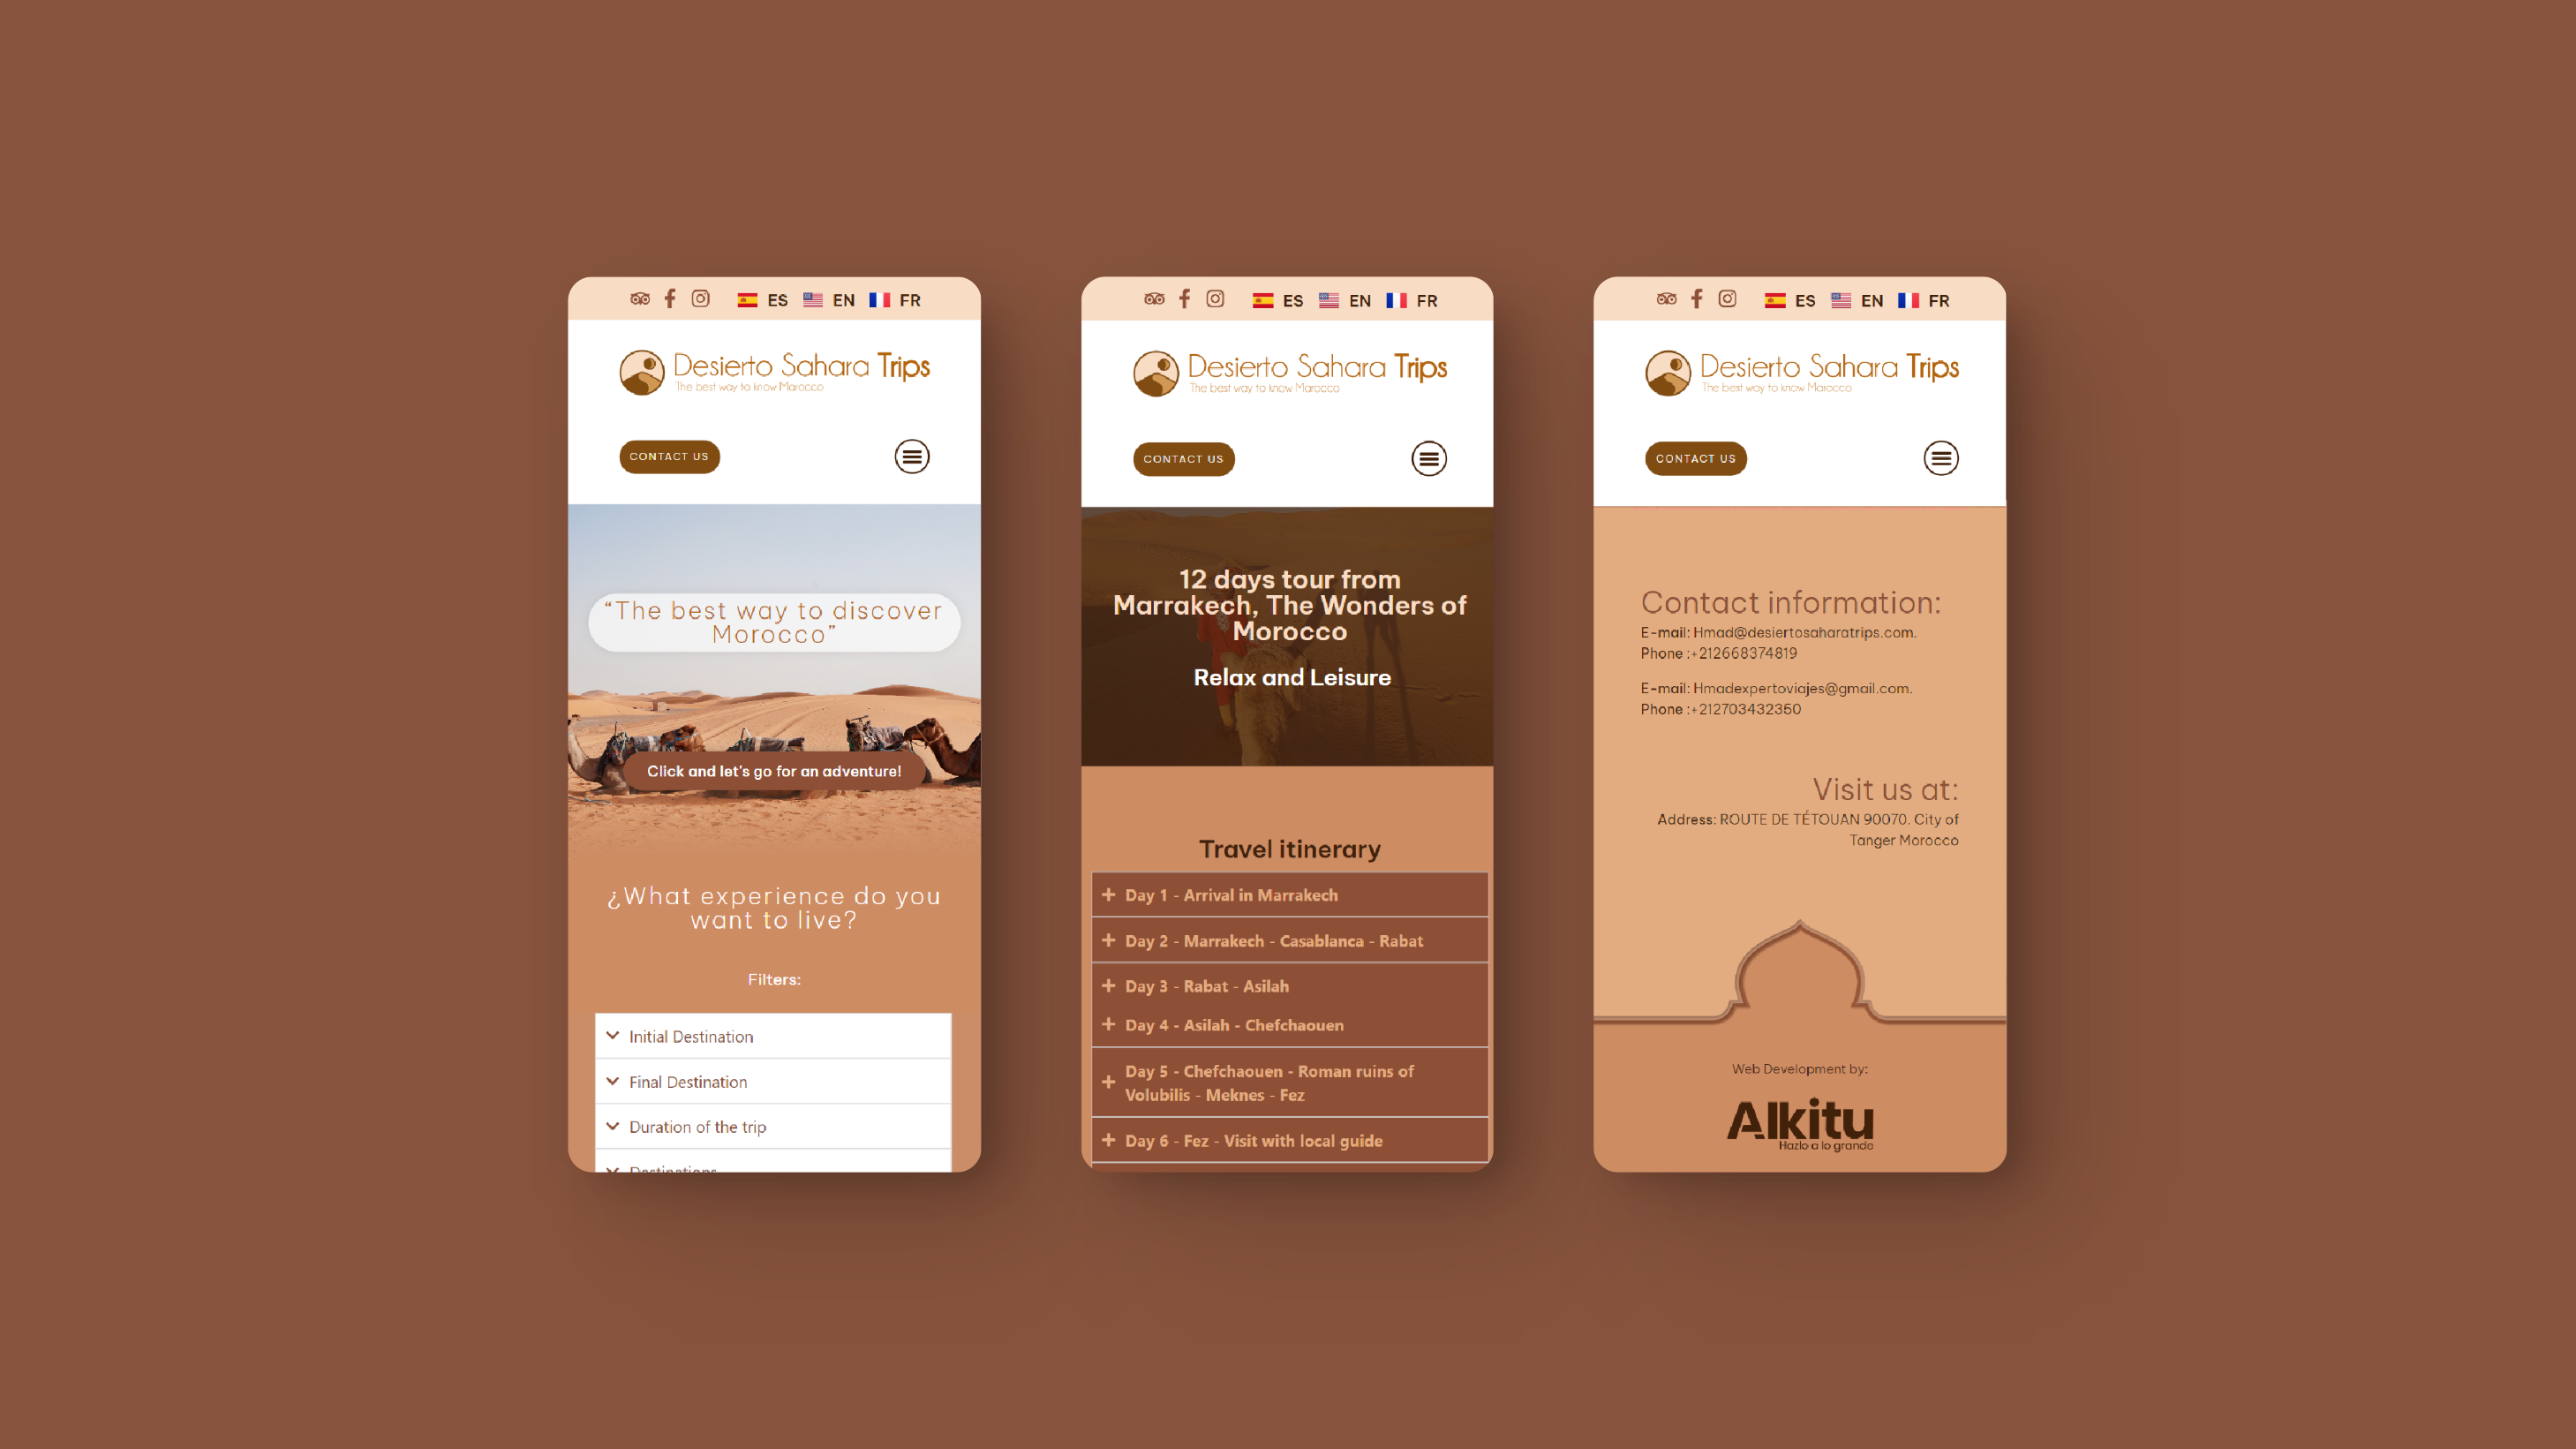 ES EN FR
Desierto Sahara Trips
The best way to know Marocco
CONTACT US
“The best way to discover
Morocco”
Click and let's go for an adventure!
¿What experience do you
want to live?
Filters:
Initial Destination
Final Destination
Duration of the trip
Destinations
ES EN FR
Desierto Sahara Trips
The best way to know Marocco
CONTACT US
12 days tour from
Marrakech, The Wonders of
Morocco
Relax and Leisure
Travel itinerary
Day 1 - Arrival in Marrakech
Day 2 - Marrakech - Casablanca - Rabat
Day 3 - Rabat - Asilah
Day 4 - Asilah - Chefchaouen
Day 5 - Chefchaouen - Roman ruins of
Volubilis - Meknes - Fez
Day 6 - Fez - Visit with local guide
ES EN FR
Desierto Sahara Trips
The best way to know Marocco
CONTACT US
Contact information:
E-mail: Hmad@desiertosaharatrips.com.
Phone :+212668374819
E-mail: Hmadexpertoviajes@gmail.com.
Phone :+212703432350
Visit us at:
Address: ROUTE DE TÉTOUAN 90070. City of
Tanger Morocco
Web Development by:
Alkitu
Hazlo a lo grande